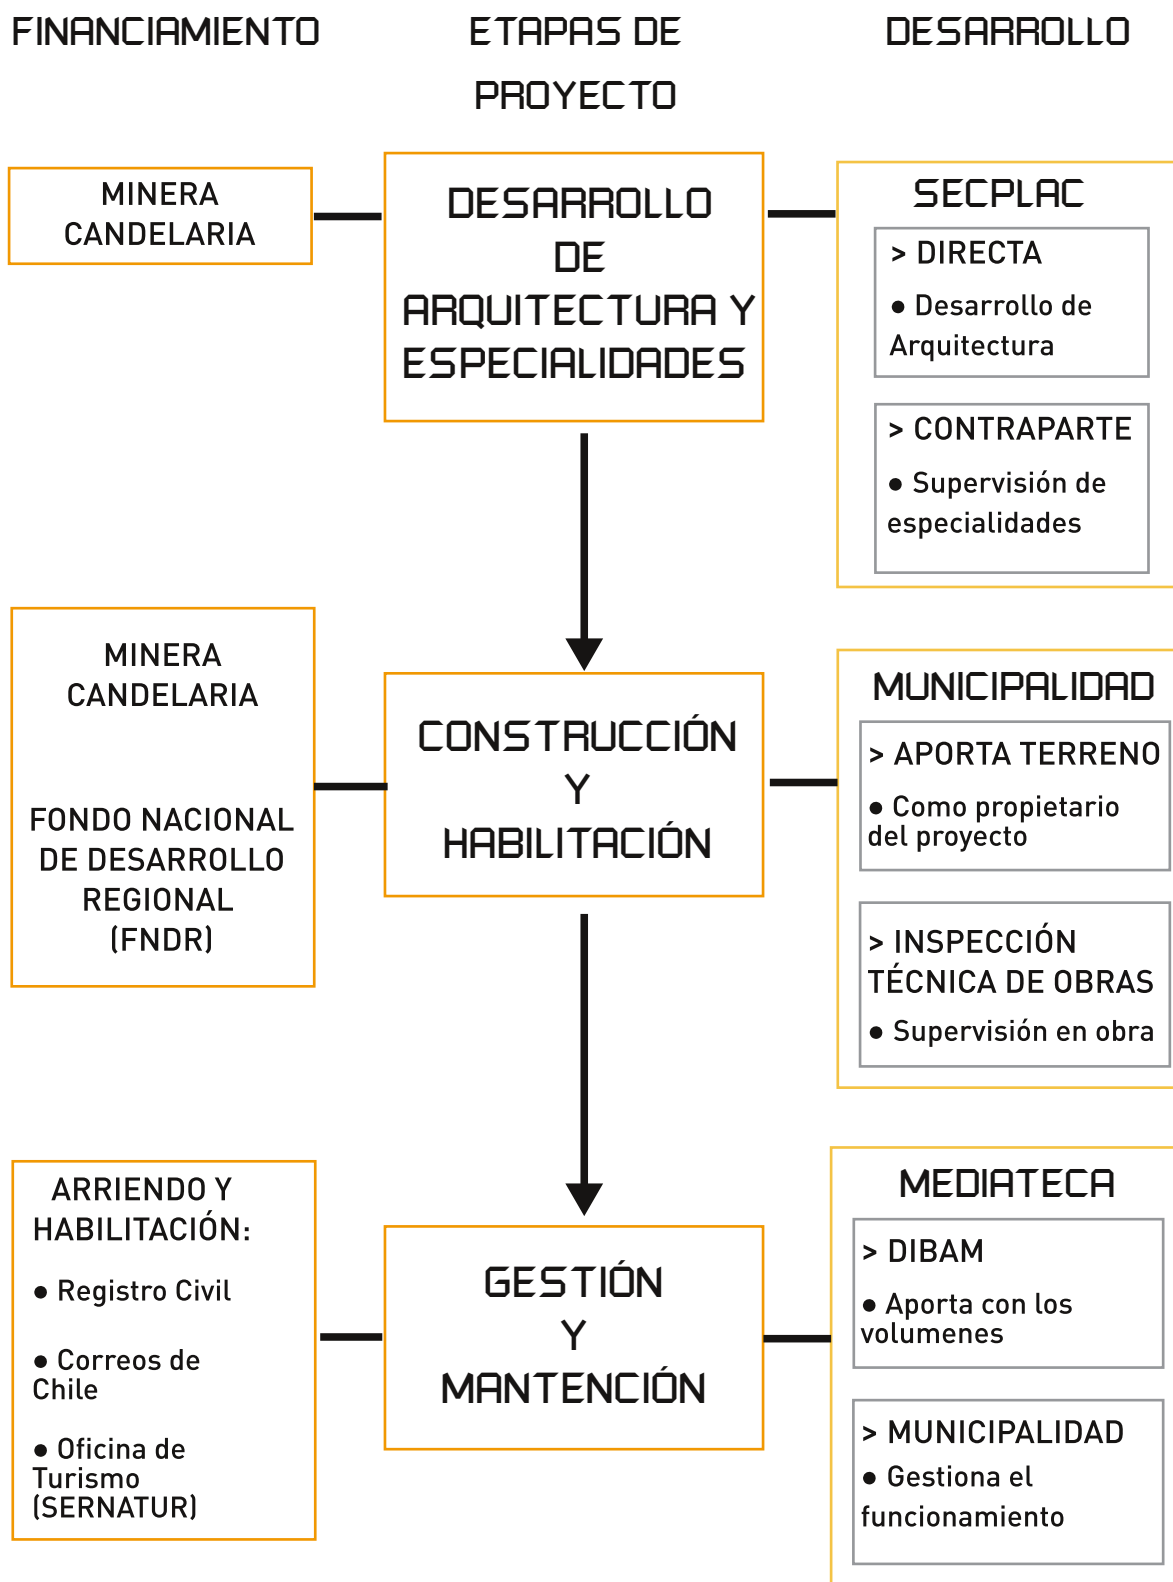 FINANCIAMIENTO
ETAPAS DE
PROYECTO
DESARROLLO
MINERA
CANDELARIA
DESARROLLO
DE
ARQUITECTURA Y
ESPECIALIDADES
SECPLAC
> DIRECTA
● Desarrollo de
Arquitectura
> CONTRAPARTE
● Supervisión de
especialidades
MINERA
CANDELARIA
FONDO NACIONAL
DE DESARROLLO
REGIONAL
(FNDR)
CONSTRUCCIÓN
Y
HABILITACIÓN
MUNICIPALIDAD
> APORTA TERRENO
● Como propietario
del proyecto
> INSPECCIÓN
TÉCNICA DE OBRAS
● Supervisión en obra
ARRIENDO Y
HABILITACIÓN:
● Registro Civil
● Correos de
Chile
● Oficina de
Turismo
(SERNATUR)
GESTIÓN
Y
MANTENCIÓN
MEDIATECA
> DIBAM
● Aporta con los
volumenes
> MUNICIPALIDAD
● Gestiona el
funcionamiento